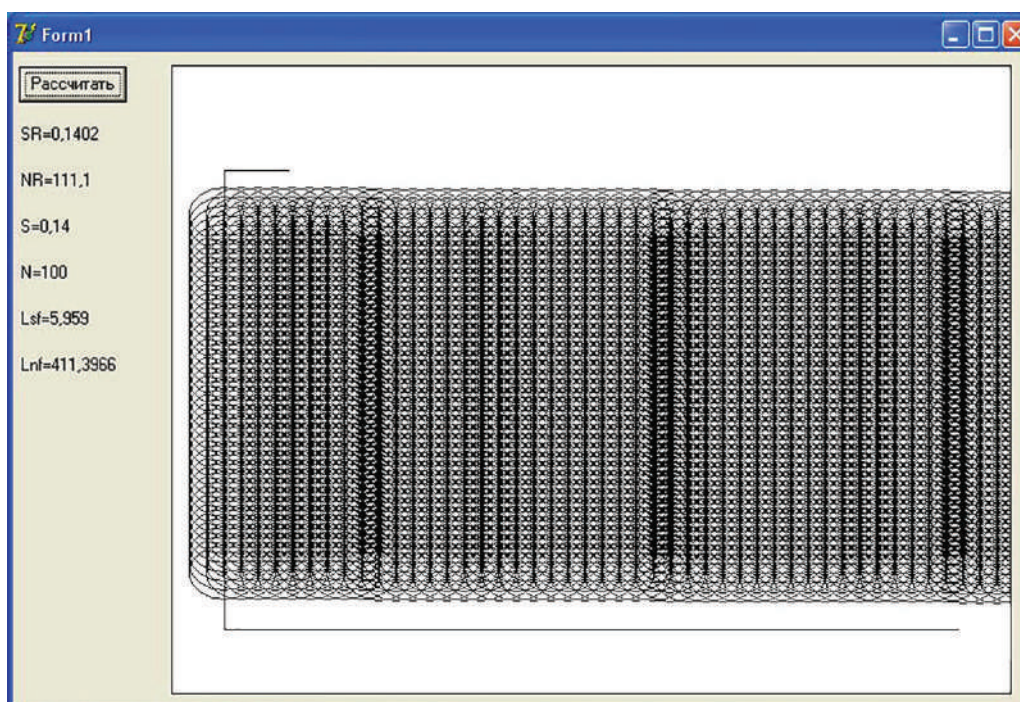 Form1
Рассчитать
SR=0,1402
NR=111,1
S=0,14
N=100
Lsf=5,959
Lnf=411,3966